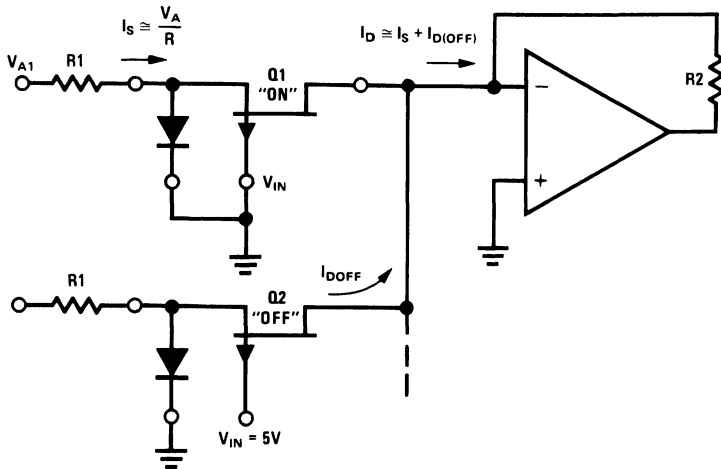 I_S ≅ V_A / R
I_D ≅ I_S + I_D(OFF)
V_A1
R1
Q1
"ON"
R2
−
+
V_IN
R1
Q2
"OFF"
I_DOFF
V_IN = 5V